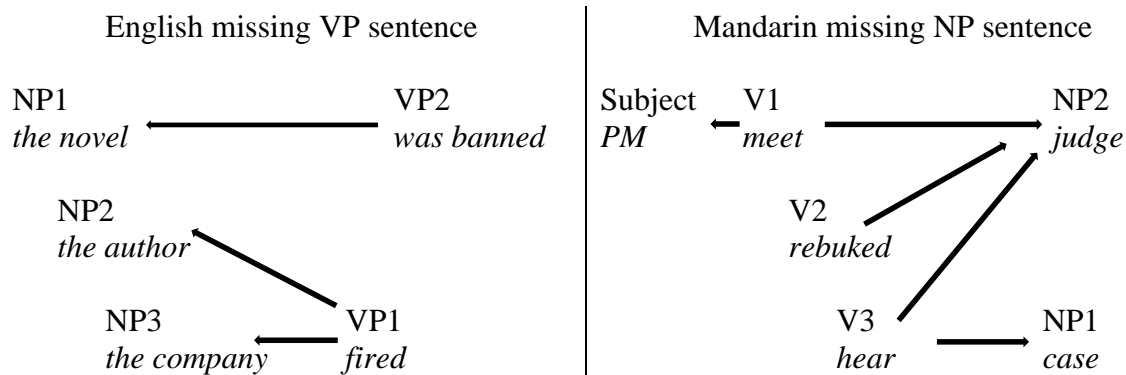 English missing VP sentence
NP1
the novel
VP2
was banned
NP2
the author
NP3
the company
VP1
fired
Mandarin missing NP sentence
Subject
PM
V1
meet
NP2
judge
V2
rebuked
V3
hear
NP1
case